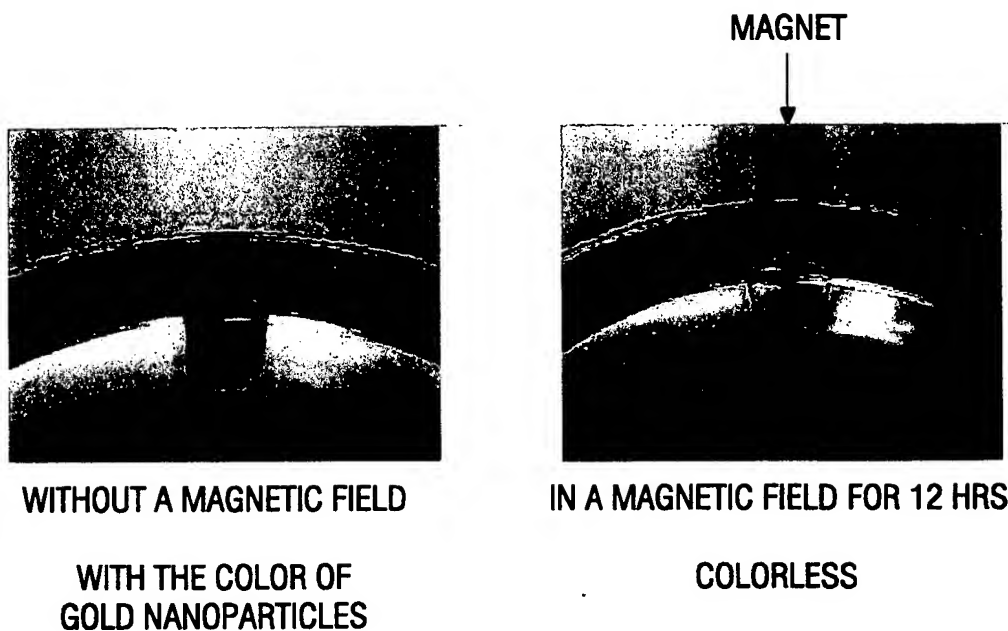 MAGNET
WITHOUT A MAGNETIC FIELD
IN A MAGNETIC FIELD FOR 12 HRS
WITH THE COLOR OF
GOLD NANOPARTICLES
COLORLESS